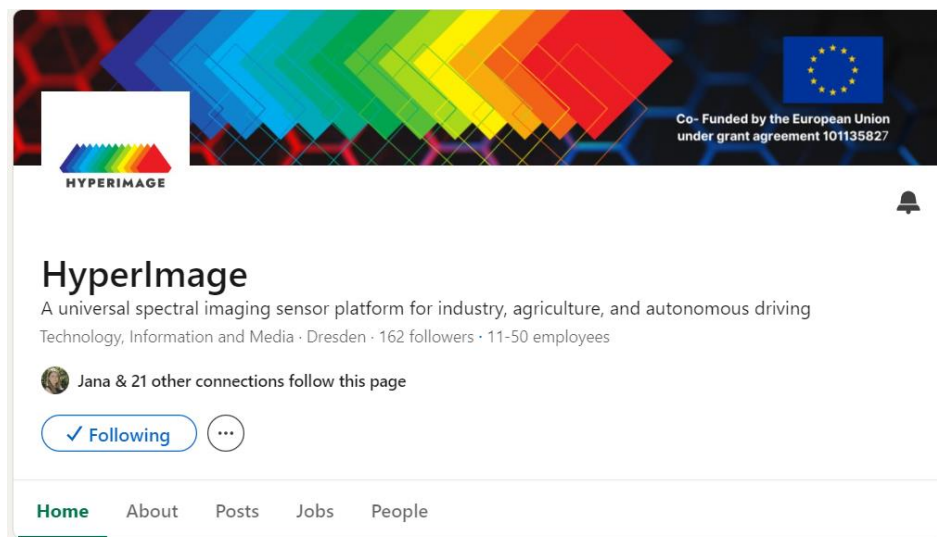 Co- Funded by the European Union
under grant agreement 101135827
HYPERIMAGE
HyperImage
A universal spectral imaging sensor platform for industry, agriculture, and autonomous driving
Technology, Information and Media · Dresden · 162 followers · 11-50 employees
Jana & 21 other connections follow this page
Following
Home About Posts Jobs People